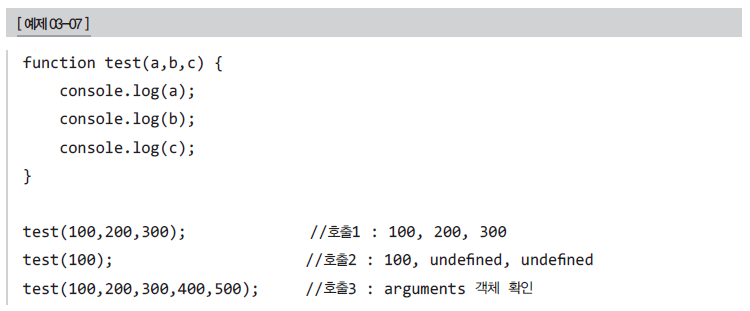 [ 예제 03-07 ]
function test(a,b,c) {
    console.log(a);
    console.log(b);
    console.log(c);
}
test(100,200,300);             //호출1 : 100, 200, 300
test(100);                     //호출2 : 100, undefined, undefined
test(100,200,300,400,500);     //호출3 : arguments 객체 확인